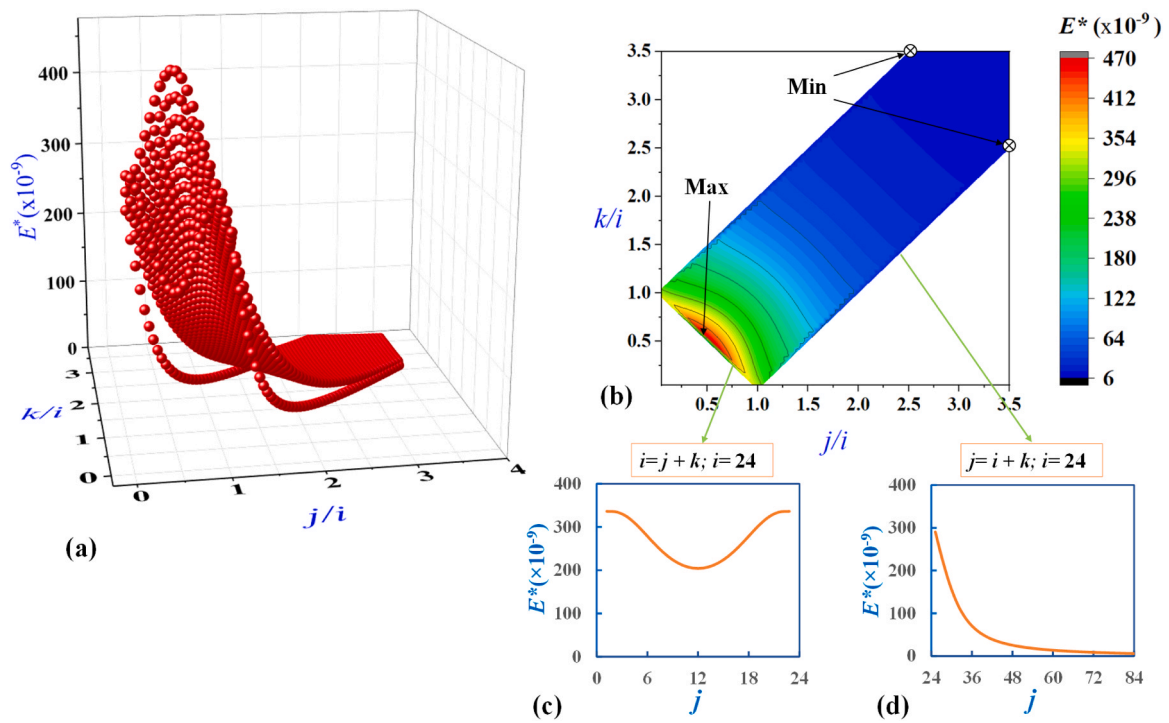 (a)
E* (x10⁻⁹)
400
350
300
200
100
0
3
2
1
0
k/i
0
1
2
3
4
j/i
(b)
3.5
3.0
2.5
2.0
1.5
1.0
0.5
k/i
0.5
1.0
1.5
2.0
2.5
3.0
3.5
j/i
Min
Max
E* (x10⁻⁹)
470
412
354
296
238
180
122
64
6
i=j + k; i= 24
j= i + k; i= 24
(c)
400
300
200
100
0
E*(×10⁻⁹)
0 6 12 18 24
j
(d)
400
300
200
100
0
E*(×10⁻⁹)
24 36 48 60 72 84
j